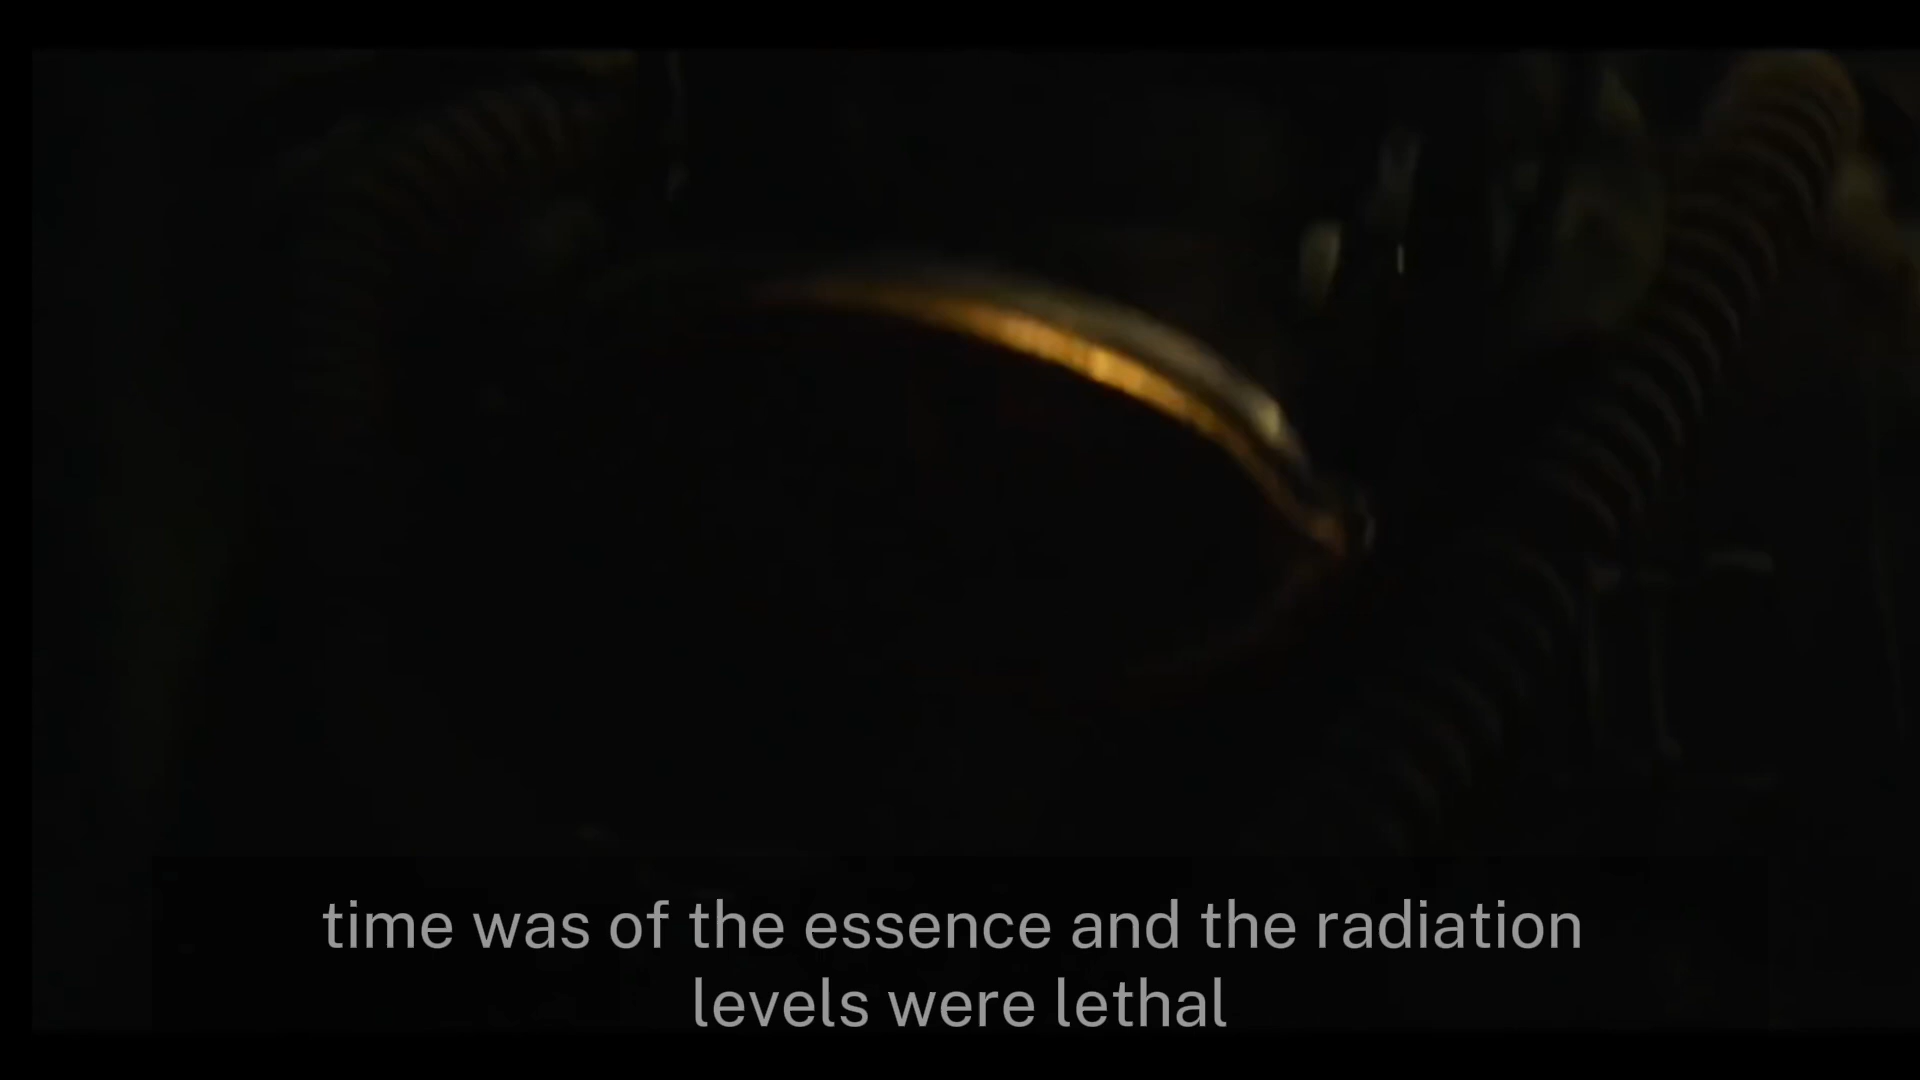 time was of the essence and the radiation
levels were lethal